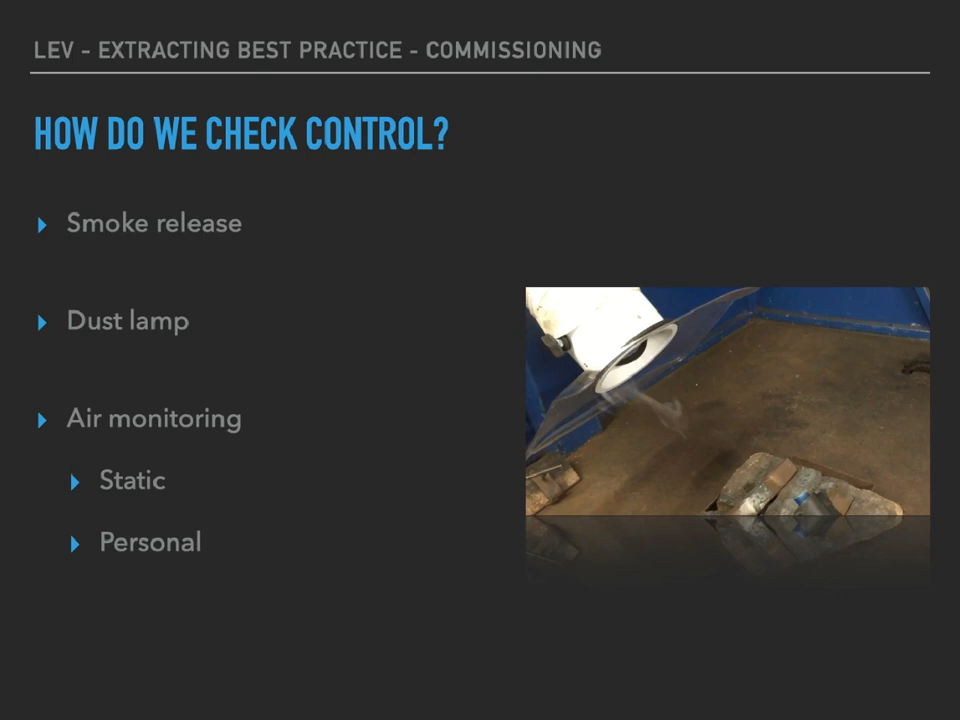 LEV - EXTRACTING BEST PRACTICE - COMMISSIONING
HOW DO WE CHECK CONTROL?
Smoke release
Dust lamp
Air monitoring
Static
Personal